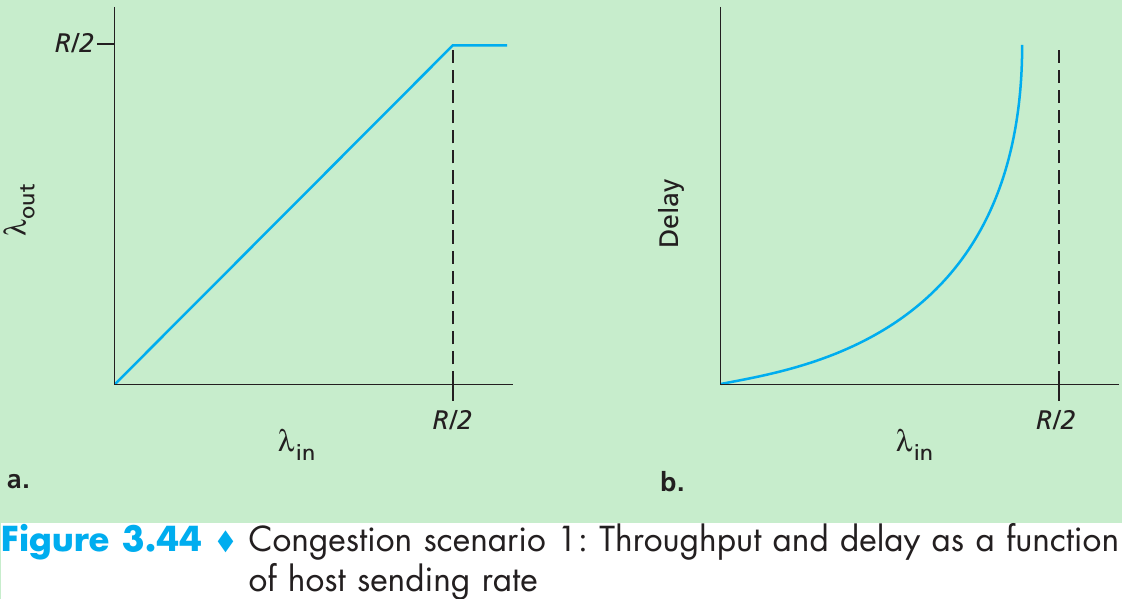 R/2
λout
R/2
λin
a.
Delay
R/2
λin
b.
Figure 3.44 ♦ Congestion scenario 1: Throughput and delay as a function
of host sending rate